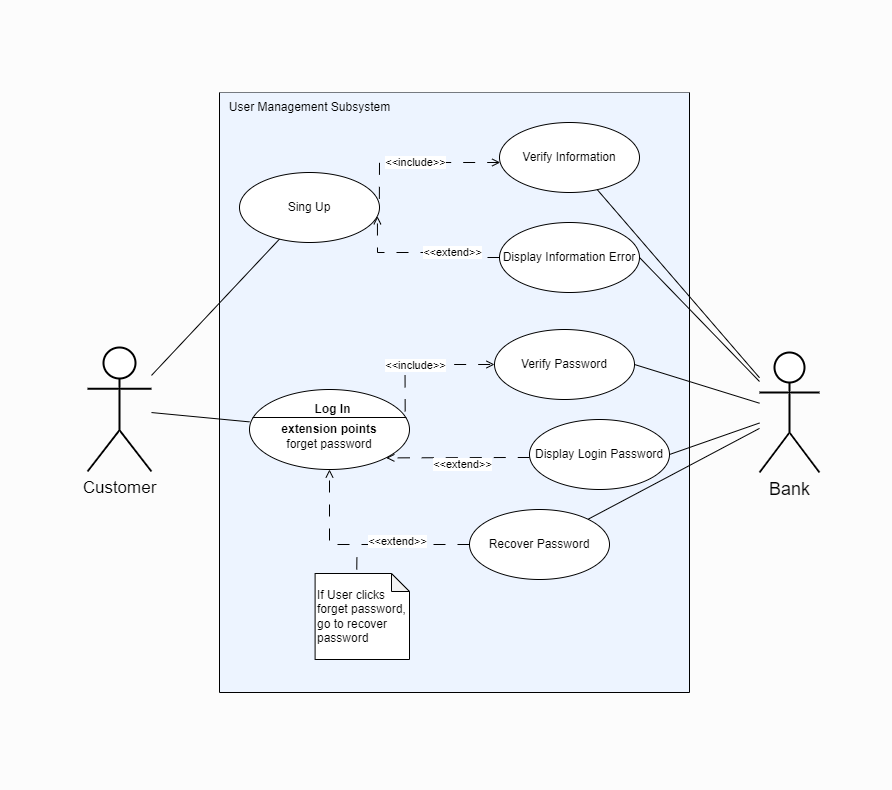 User Management Subsystem
<<include>>
Verify Information
Sing Up
<<extend>>
Display Information Error
<<include>>
Verify Password
Log In
extension points
forget password
<<extend>>
Display Login Password
Customer
Bank
<<extend>>
Recover Password
If User clicks
forget password,
go to recover
password